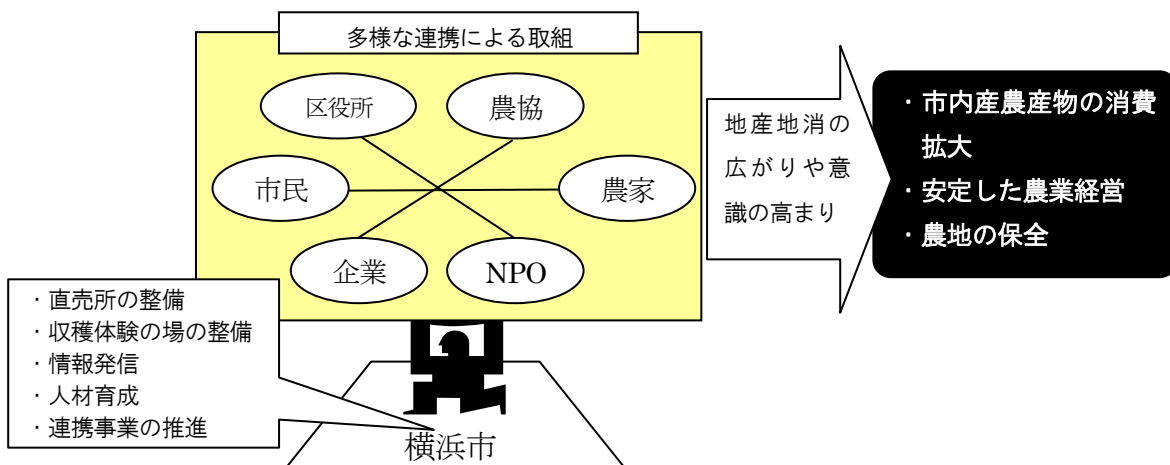 多様な連携による取組
区役所
農協
市民
農家
企業
NPO
地産地消の
広がりや意
識の高まり
・市内産農産物の消費
拡大
・安定した農業経営
・農地の保全
・直売所の整備
・収穫体験の場の整備
・情報発信
・人材育成
・連携事業の推進
横浜市